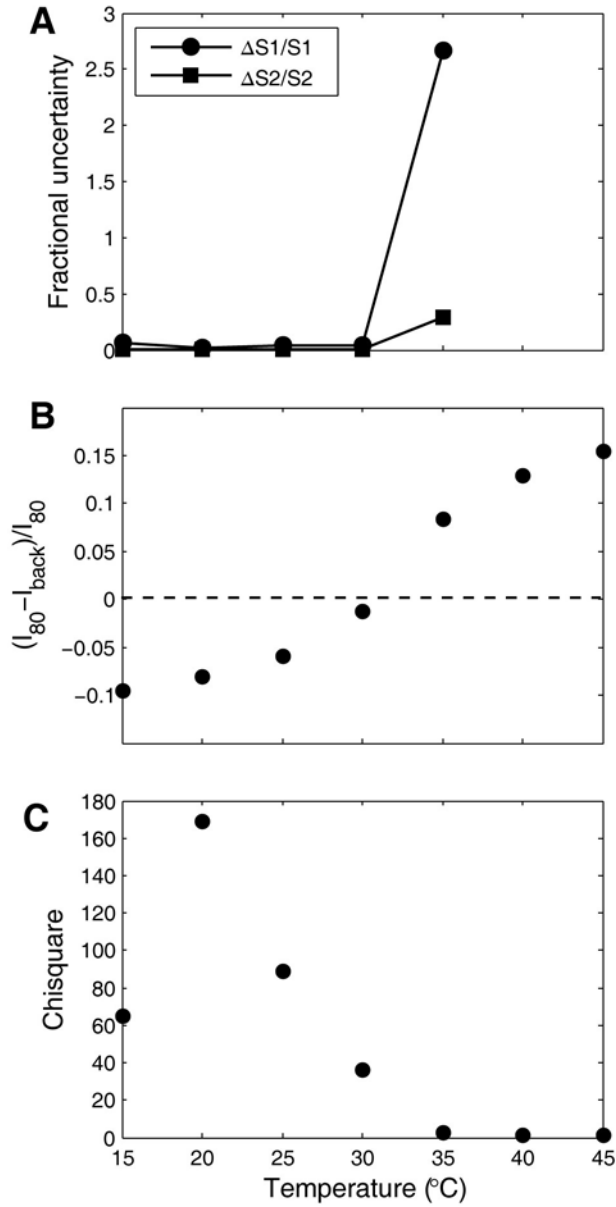 A
3
2.5
2
1.5
1
0.5
0
Fractional uncertainty
ΔS1/S1
ΔS2/S2
B
0.15
0.1
0.05
0
−0.05
−0.1
(I80−Iback)/I80
C
180
160
140
120
100
80
60
40
20
0
Chisquare
15 20 25 30 35 40 45
Temperature (°C)